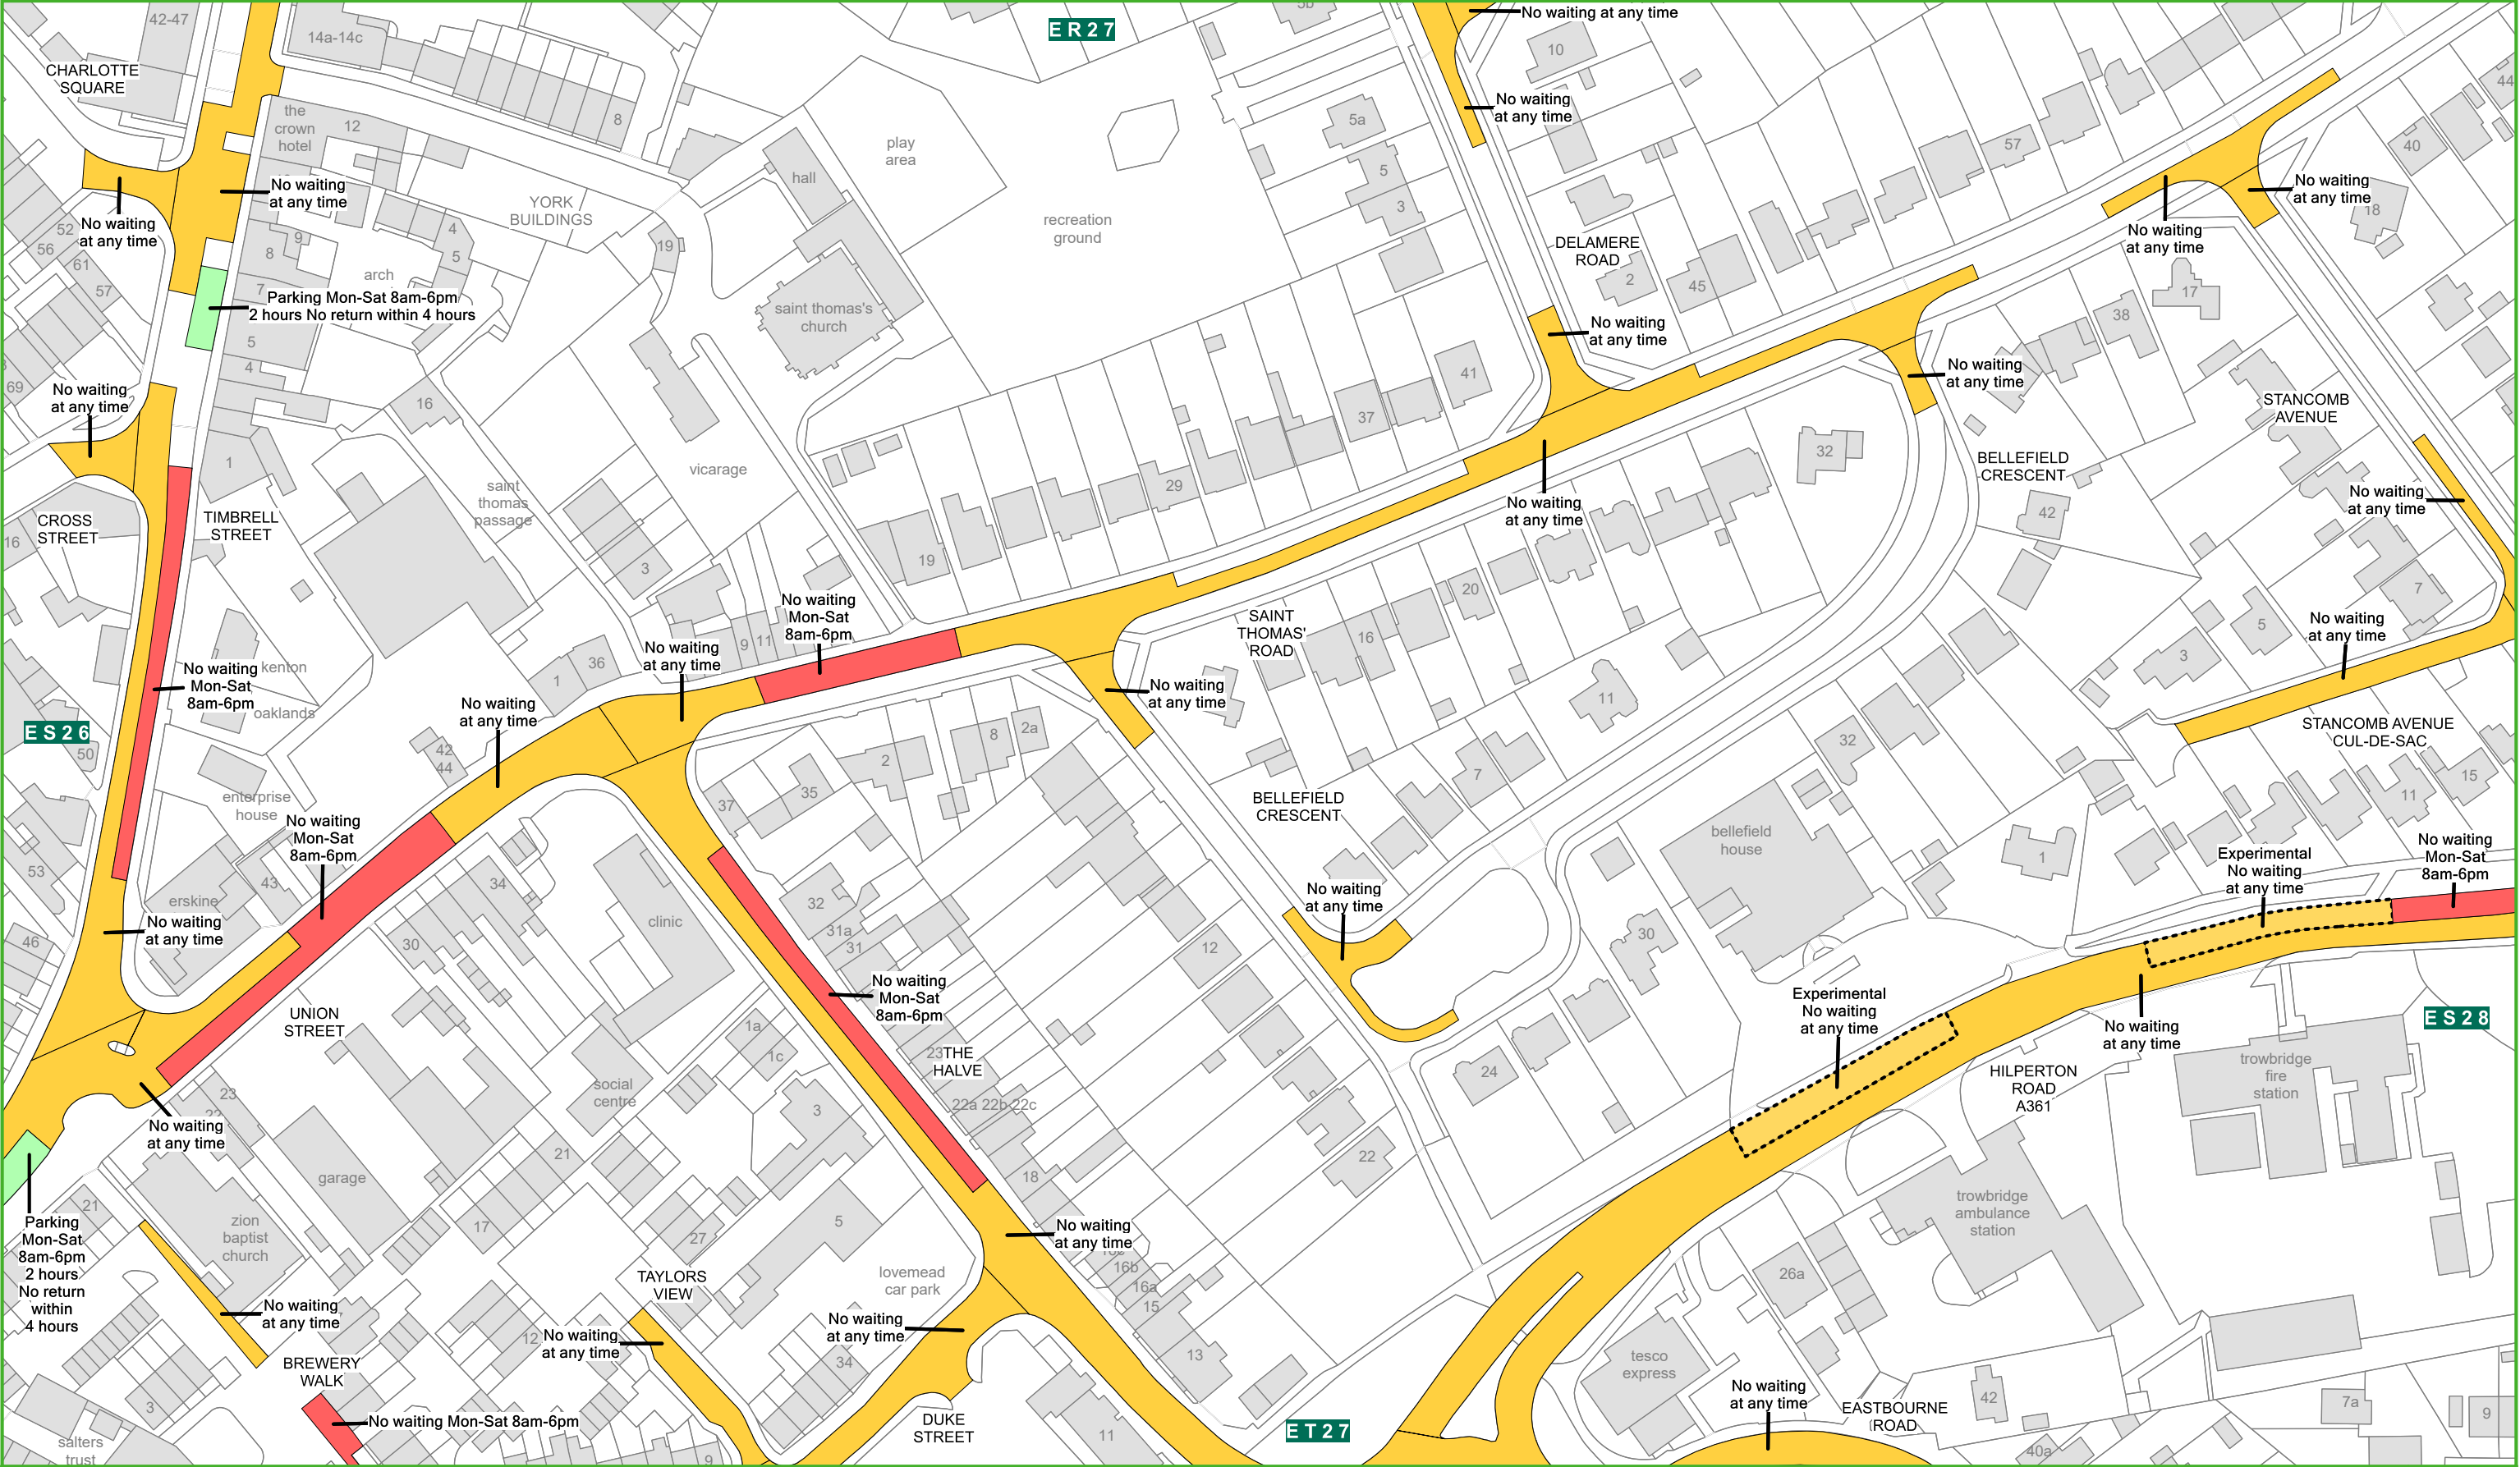 42-47
14a-14c
ER27
5b
No waiting at any time
10
CHARLOTTE
SQUARE
the
crown
hotel
12
8
No waiting
at any time
5a
play
area
hall
57
40
44
No waiting
at any time
YORK
BUILDINGS
5
3
No waiting
at any time
18
52
56
61
57
No waiting
at any time
4
5
9
8
7
19
recreation
ground
DELAMERE
ROAD
2
45
No waiting
at any time
17
arch
Parking Mon-Sat 8am-6pm
2 hours No return within 4 hours
saint thomas's
church
No waiting
at any time
38
5
4
69
No waiting
at any time
16
41
37
No waiting
at any time
STANCOMB
AVENUE
1
vicarage
29
32
BELLEFIELD
CRESCENT
No waiting
at any time
saint
thomas
passage
No waiting
at any time
42
CROSS
STREET
16
TIMBRELL
STREET
19
3
20
7
5
3
No waiting
Mon-Sat
8am-6pm
SAINT
THOMAS'
ROAD
16
No waiting
at any time
9
11
No waiting
at any time
36
1
kenton
No waiting
Mon-Sat
8am-6pm
oaklands
No waiting
at any time
11
No waiting
at any time
ES26
50
2a
8
2
STANCOMB AVENUE
CUL-DE-SAC
42
44
32
7
15
11
35
37
enterprise
house
BELLEFIELD
CRESCENT
bellefield
house
No waiting
Mon-Sat
8am-6pm
1
Experimental
No waiting
at any time
No waiting
Mon-Sat
8am-6pm
53
43
34
erskine
No waiting
at any time
32
31a
31
clinic
No waiting
at any time
30
46
30
12
No waiting
Mon-Sat
8am-6pm
Experimental
No waiting
at any time
UNION
STREET
1a
1c
23
THE
HALVE
ES28
No waiting
at any time
HILPERTON
ROAD
A361
trowbridge
fire
station
24
social
centre
23
22
3
22a 22b 22c
No waiting
at any time
21
22
18
garage
21
zion
baptist
church
17
27
5
No waiting
at any time
trowbridge
ambulance
station
Parking
Mon-Sat
8am-6pm
2 hours
No return
within
4 hours
16b
16a
15
26a
TAYLORS
VIEW
lovemead
car park
No waiting
at any time
No waiting
at any time
12
No waiting
at any time
34
13
tesco
express
BREWERY
WALK
3
No waiting Mon-Sat 8am-6pm
DUKE
STREET
11
ET27
No waiting
at any time
EASTBOURNE
ROAD
42
7a
9
salters
trust
9
40a